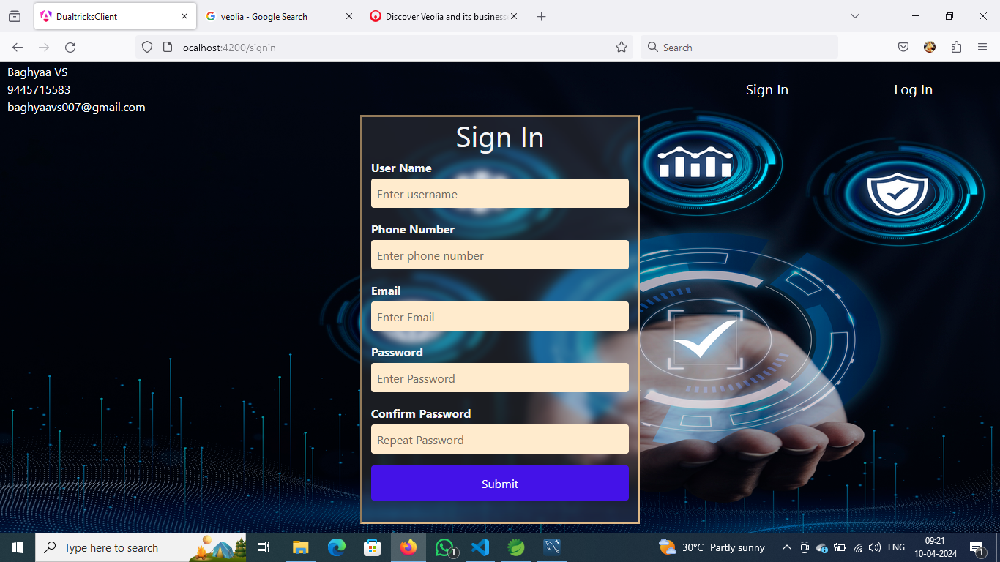 DualtricksClient
veolia - Google Search
Discover Veolia and its business
localhost:4200/signin
Search
Baghyaa VS
9445715583
baghyaavs007@gmail.com
Sign In
Log In
Sign In
User Name
Enter username
Phone Number
Enter phone number
Email
Enter Email
Password
Enter Password
Confirm Password
Repeat Password
Submit
Type here to search
1
30°C Partly sunny
ENG
09:21
10-04-2024
1